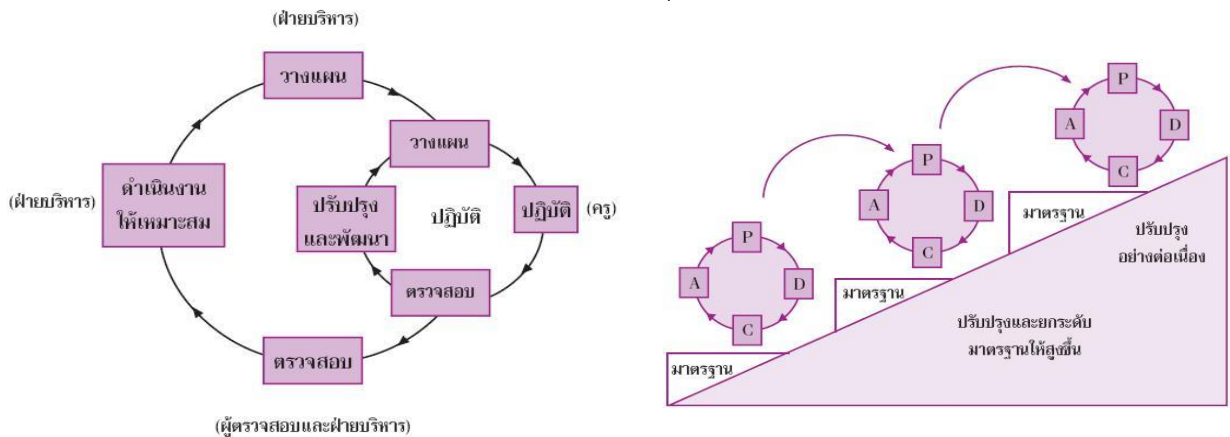 (ฝ่ายบริหาร)
วางแผน
วางแผน
(ฝ่ายบริหาร)
ดำเนินงาน
ให้เหมาะสม
ปรับปรุง
และพัฒนา
ปฏิบัติ
ปฏิบัติ
(ครู)
ตรวจสอบ
ตรวจสอบ
(ผู้ตรวจสอบและฝ่ายบริหาร)
P
A
D
C
มาตรฐาน
P
A
D
C
มาตรฐาน
P
A
D
C
มาตรฐาน
ปรับปรุง
อย่างต่อเนื่อง
ปรับปรุงและยกระดับ
มาตรฐานให้สูงขึ้น